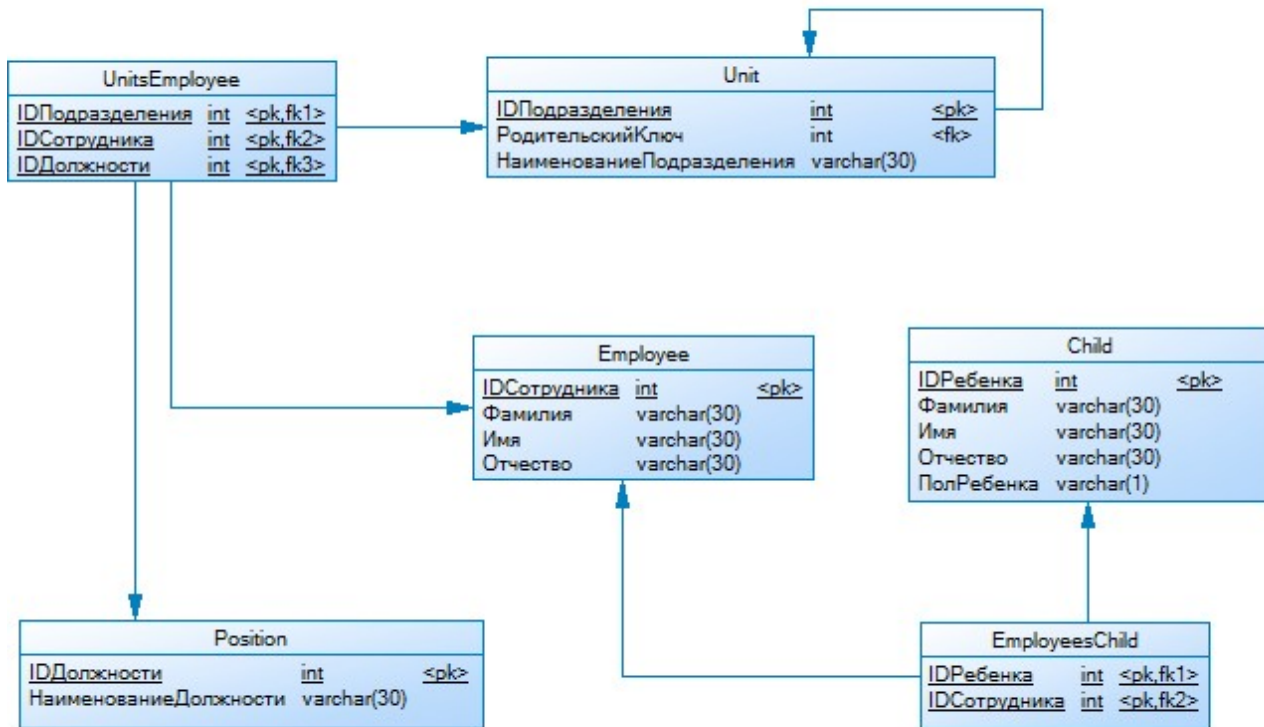 UnitsEmployee
IDПодразделения int <pk,fk1>
IDСотрудника int <pk,fk2>
IDДолжности int <pk,fk3>
Unit
IDПодразделения int <pk>
РодительскийКлюч int <fk>
НаименованиеПодразделения varchar(30)
Employee
IDСотрудника int <pk>
Фамилия varchar(30)
Имя varchar(30)
Отчество varchar(30)
Child
IDРебенка int <pk>
Фамилия varchar(30)
Имя varchar(30)
Отчество varchar(30)
ПолРебенка varchar(1)
Position
IDДолжности int <pk>
НаименованиеДолжности varchar(30)
EmployeesChild
IDРебенка int <pk,fk1>
IDСотрудника int <pk,fk2>